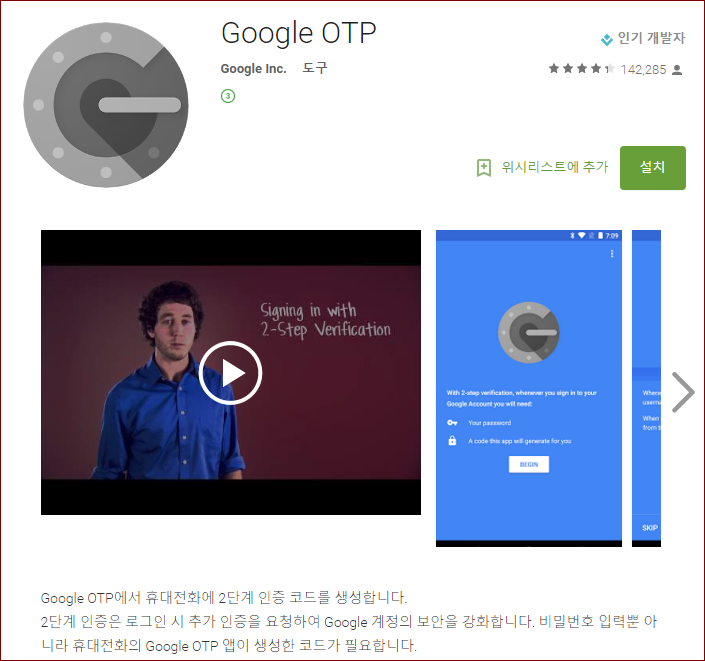 Google OTP
인기 개발자
Google Inc. 도구
142,285
3
위시리스트에 추가
설치
Signing in with
2-Step Verification
7:09
With 2-step verification, whenever you sign in to your
Google Account you will need:
Your password
A code this app will generate for you
BEGIN
When
userna
When
from th
SKIP
Google OTP에서 휴대전화에 2단계 인증 코드를 생성합니다.
2단계 인증은 로그인 시 추가 인증을 요청하여 Google 계정의 보안을 강화합니다. 비밀번호 입력뿐 아
니라 휴대전화의 Google OTP 앱이 생성한 코드가 필요합니다.